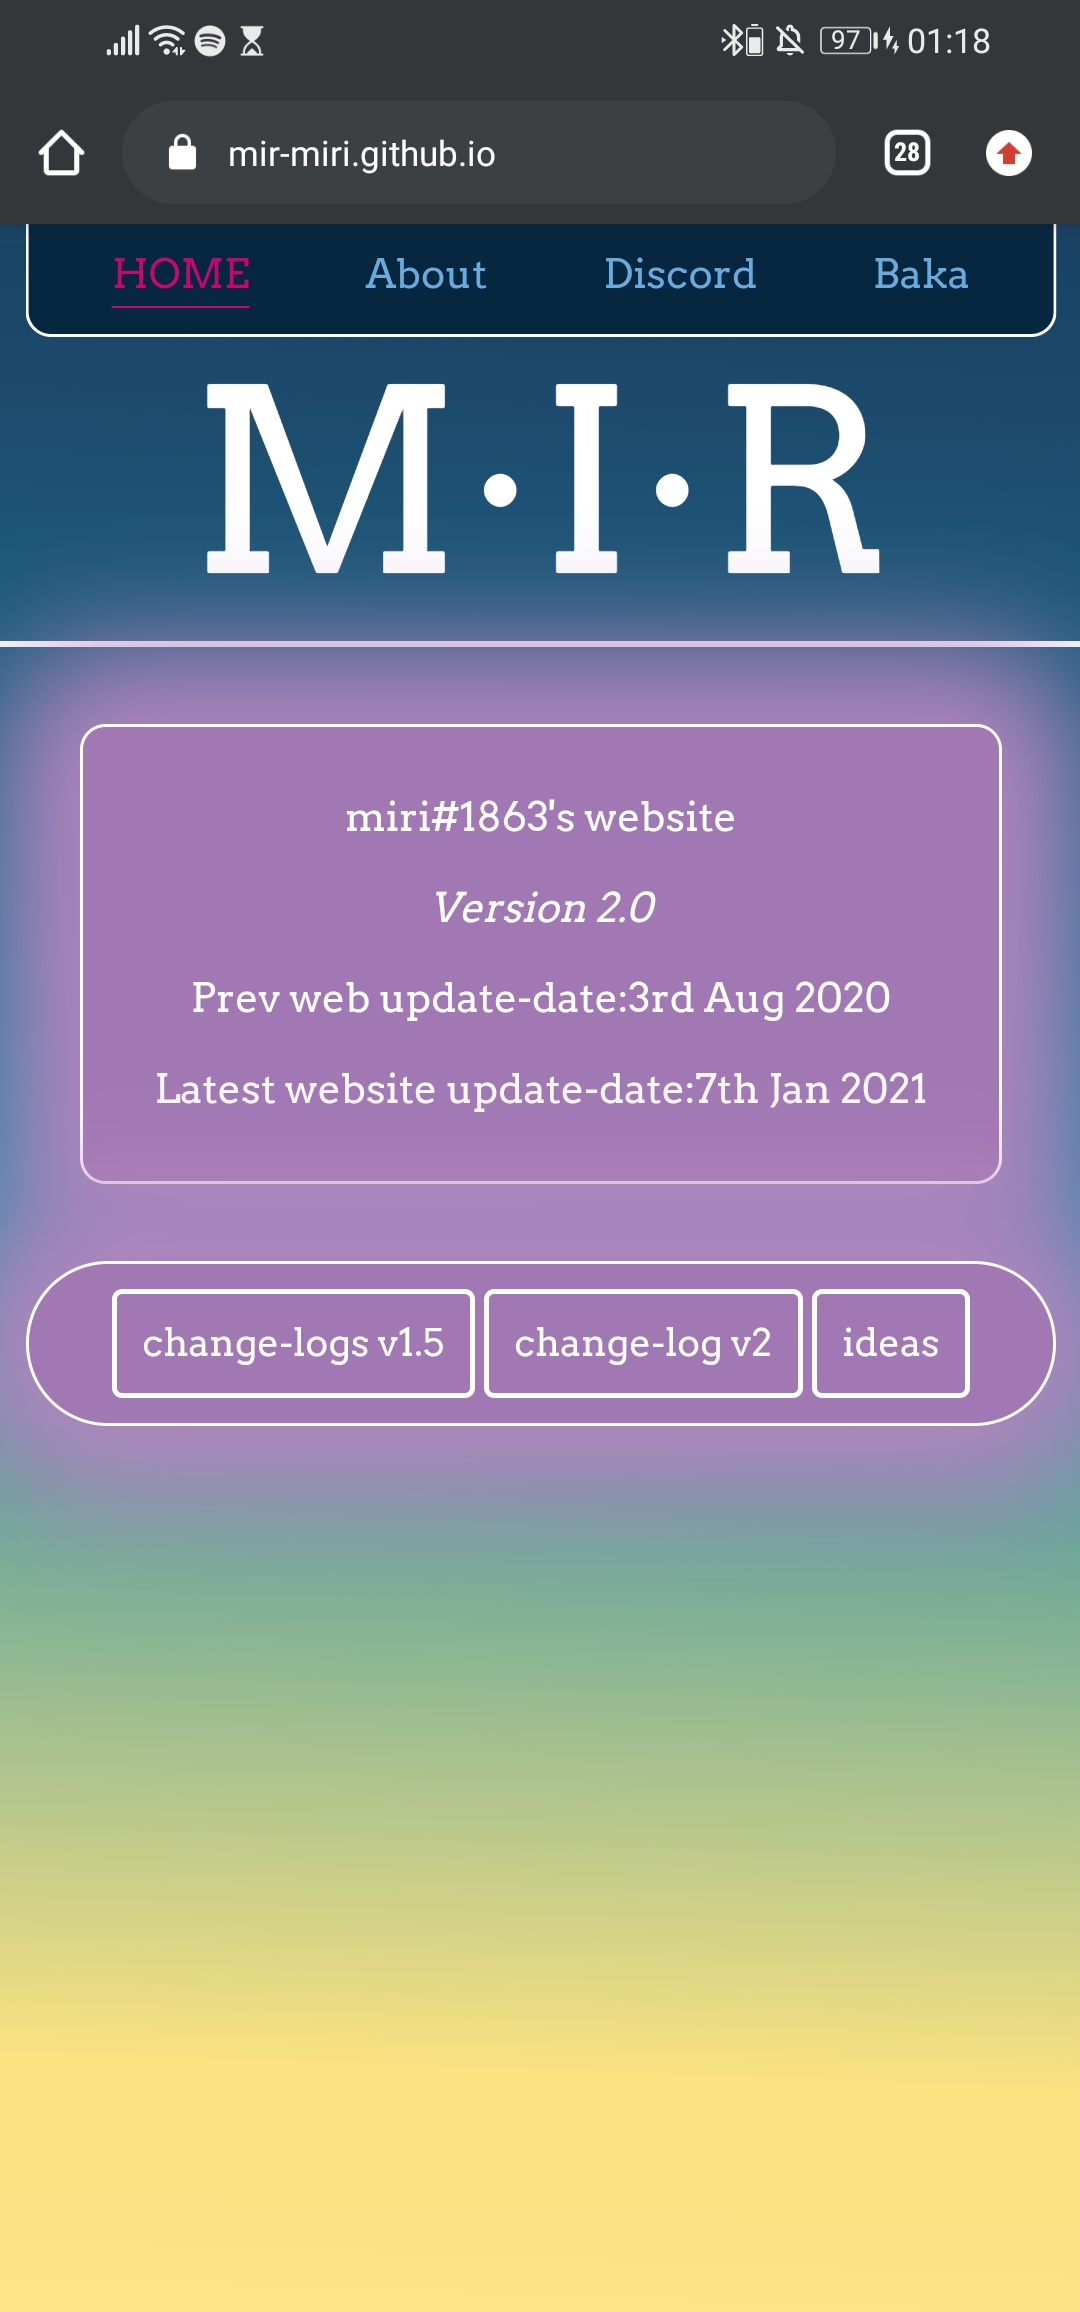 97 01:18
mir-miri.github.io 28
HOME About Discord Baka
M·I·R
miri#1863's website
Version 2.0
Prev web update-date:3rd Aug 2020
Latest website update-date:7th Jan 2021
change-logs v1.5 change-log v2 ideas